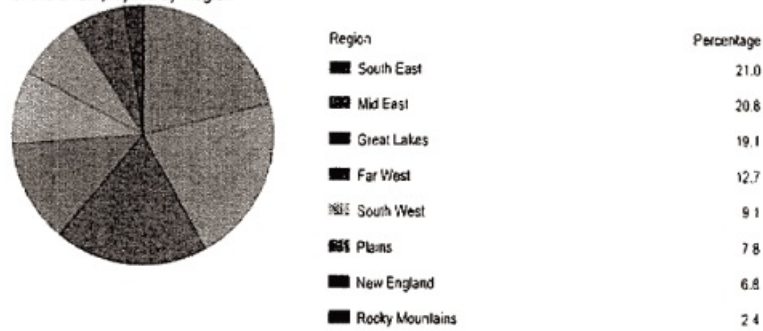 Region Percentage
South East 21.0
Mid East 20.8
Great Lakes 19.1
Far West 12.7
South West 9.1
Plains 7.8
New England 6.8
Rocky Mountains 2.4